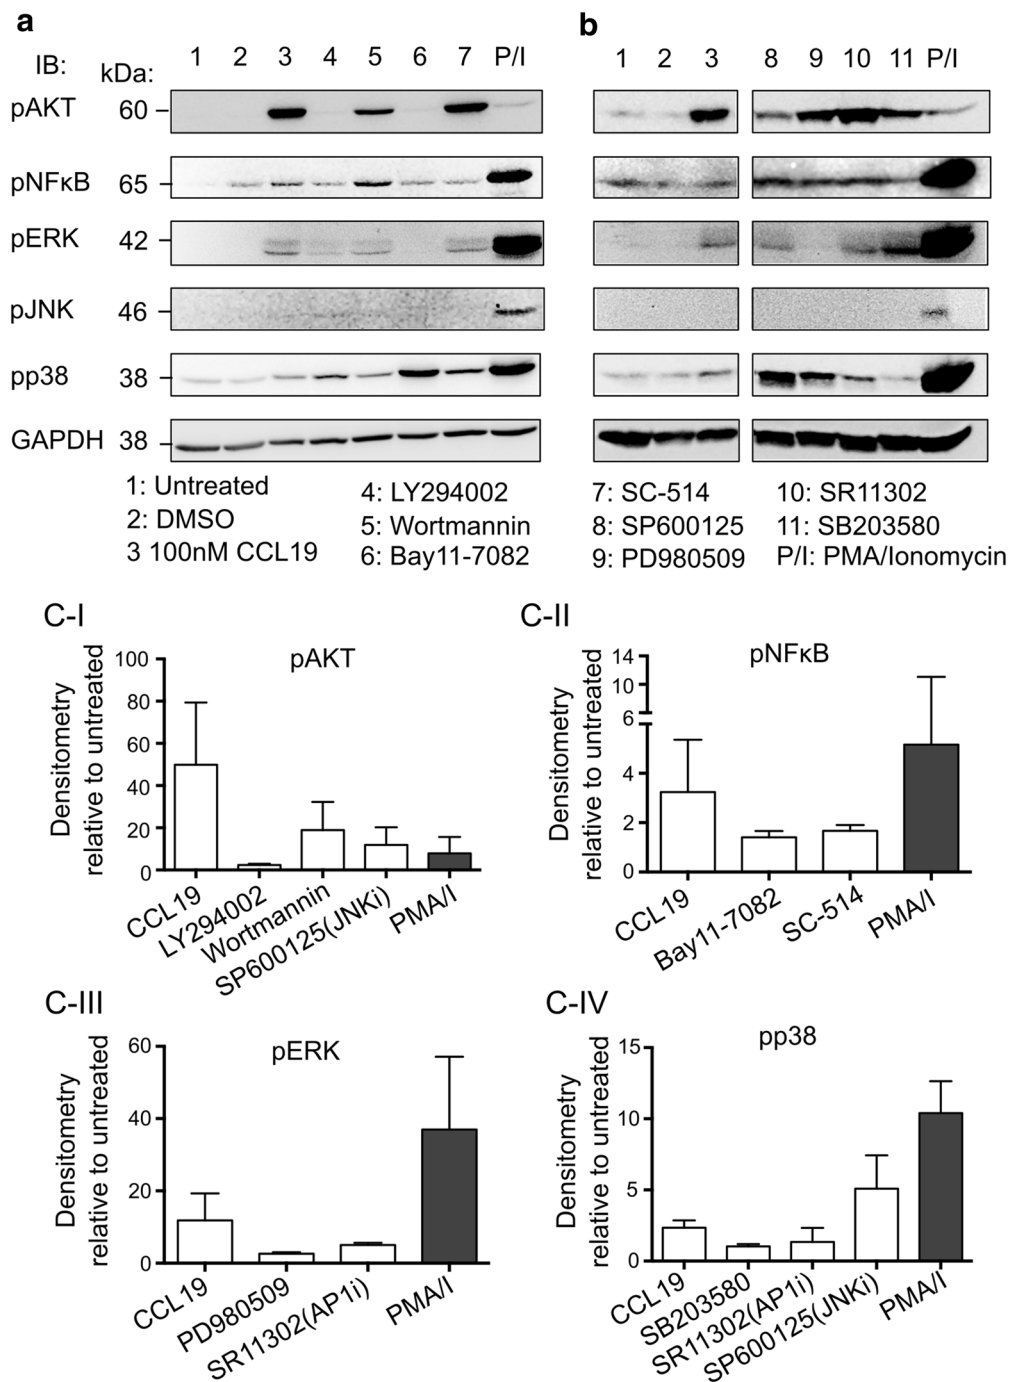 a
b
IB: kDa: 1 2 3 4 5 6 7 P/I
1 2 3 8 9 10 11 P/I
pAKT 60
pNFκB 65
pERK 42
pJNK 46
pp38 38
GAPDH 38
1: Untreated
2: DMSO
3 100nM CCL19
4: LY294002
5: Wortmannin
6: Bay11-7082
7: SC-514
8: SP600125
9: PD980509
10: SR11302
11: SB203580
P/I: PMA/Ionomycin
C-I
pAKT
Densitometry
relative to untreated
100
80
60
40
20
0
CCL19
LY294002
Wortmannin
SP600125(JNKi)
PMA/I
C-II
pNFκB
Densitometry
relative to untreated
14
10
6
4
2
0
CCL19
Bay11-7082
SC-514
PMA/I
C-III
pERK
Densitometry
relative to untreated
60
40
20
0
CCL19
PD980509
SR11302(AP1i)
PMA/I
C-IV
pp38
Densitometry
relative to untreated
15
10
5
0
CCL19
SB203580
SR11302(AP1i)
SP600125(JNKi)
PMA/I